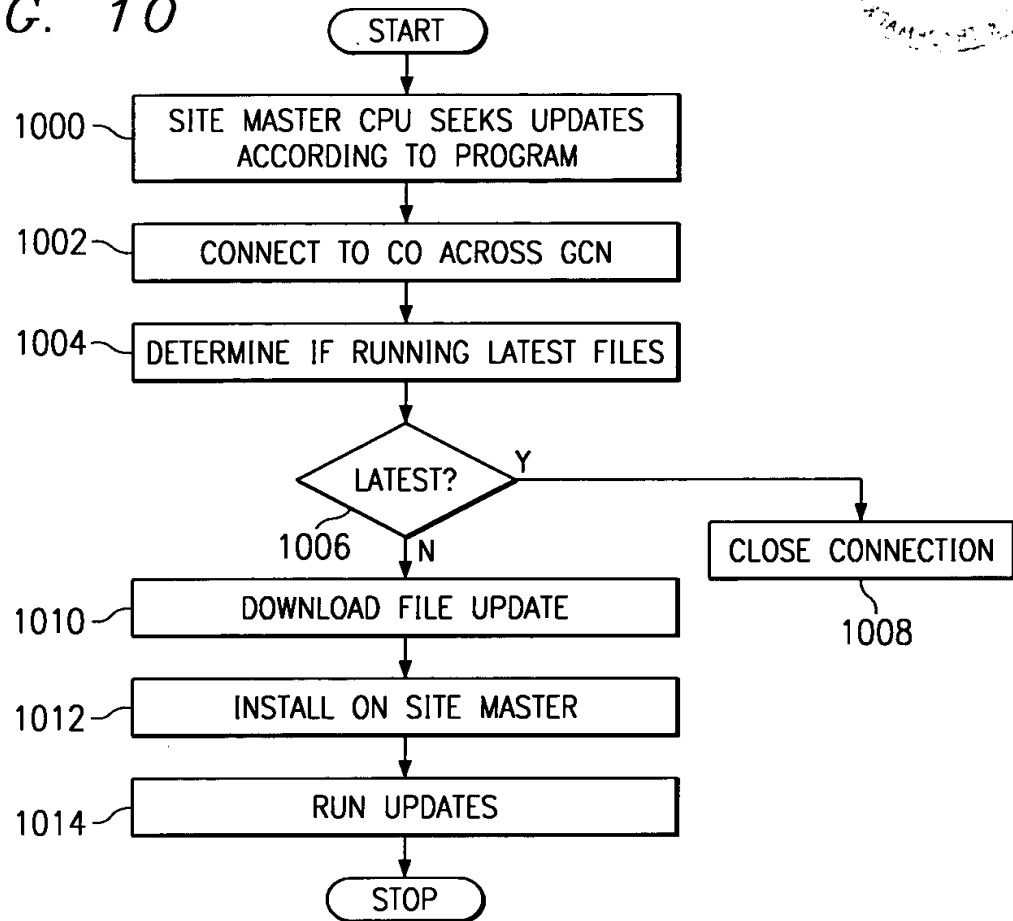 G. 10
START
1000
SITE MASTER CPU SEEKS UPDATES
ACCORDING TO PROGRAM
1002
CONNECT TO CO ACROSS GCN
1004
DETERMINE IF RUNNING LATEST FILES
LATEST?
Y
1006
N
CLOSE CONNECTION
1008
1010
DOWNLOAD FILE UPDATE
1012
INSTALL ON SITE MASTER
1014
RUN UPDATES
STOP